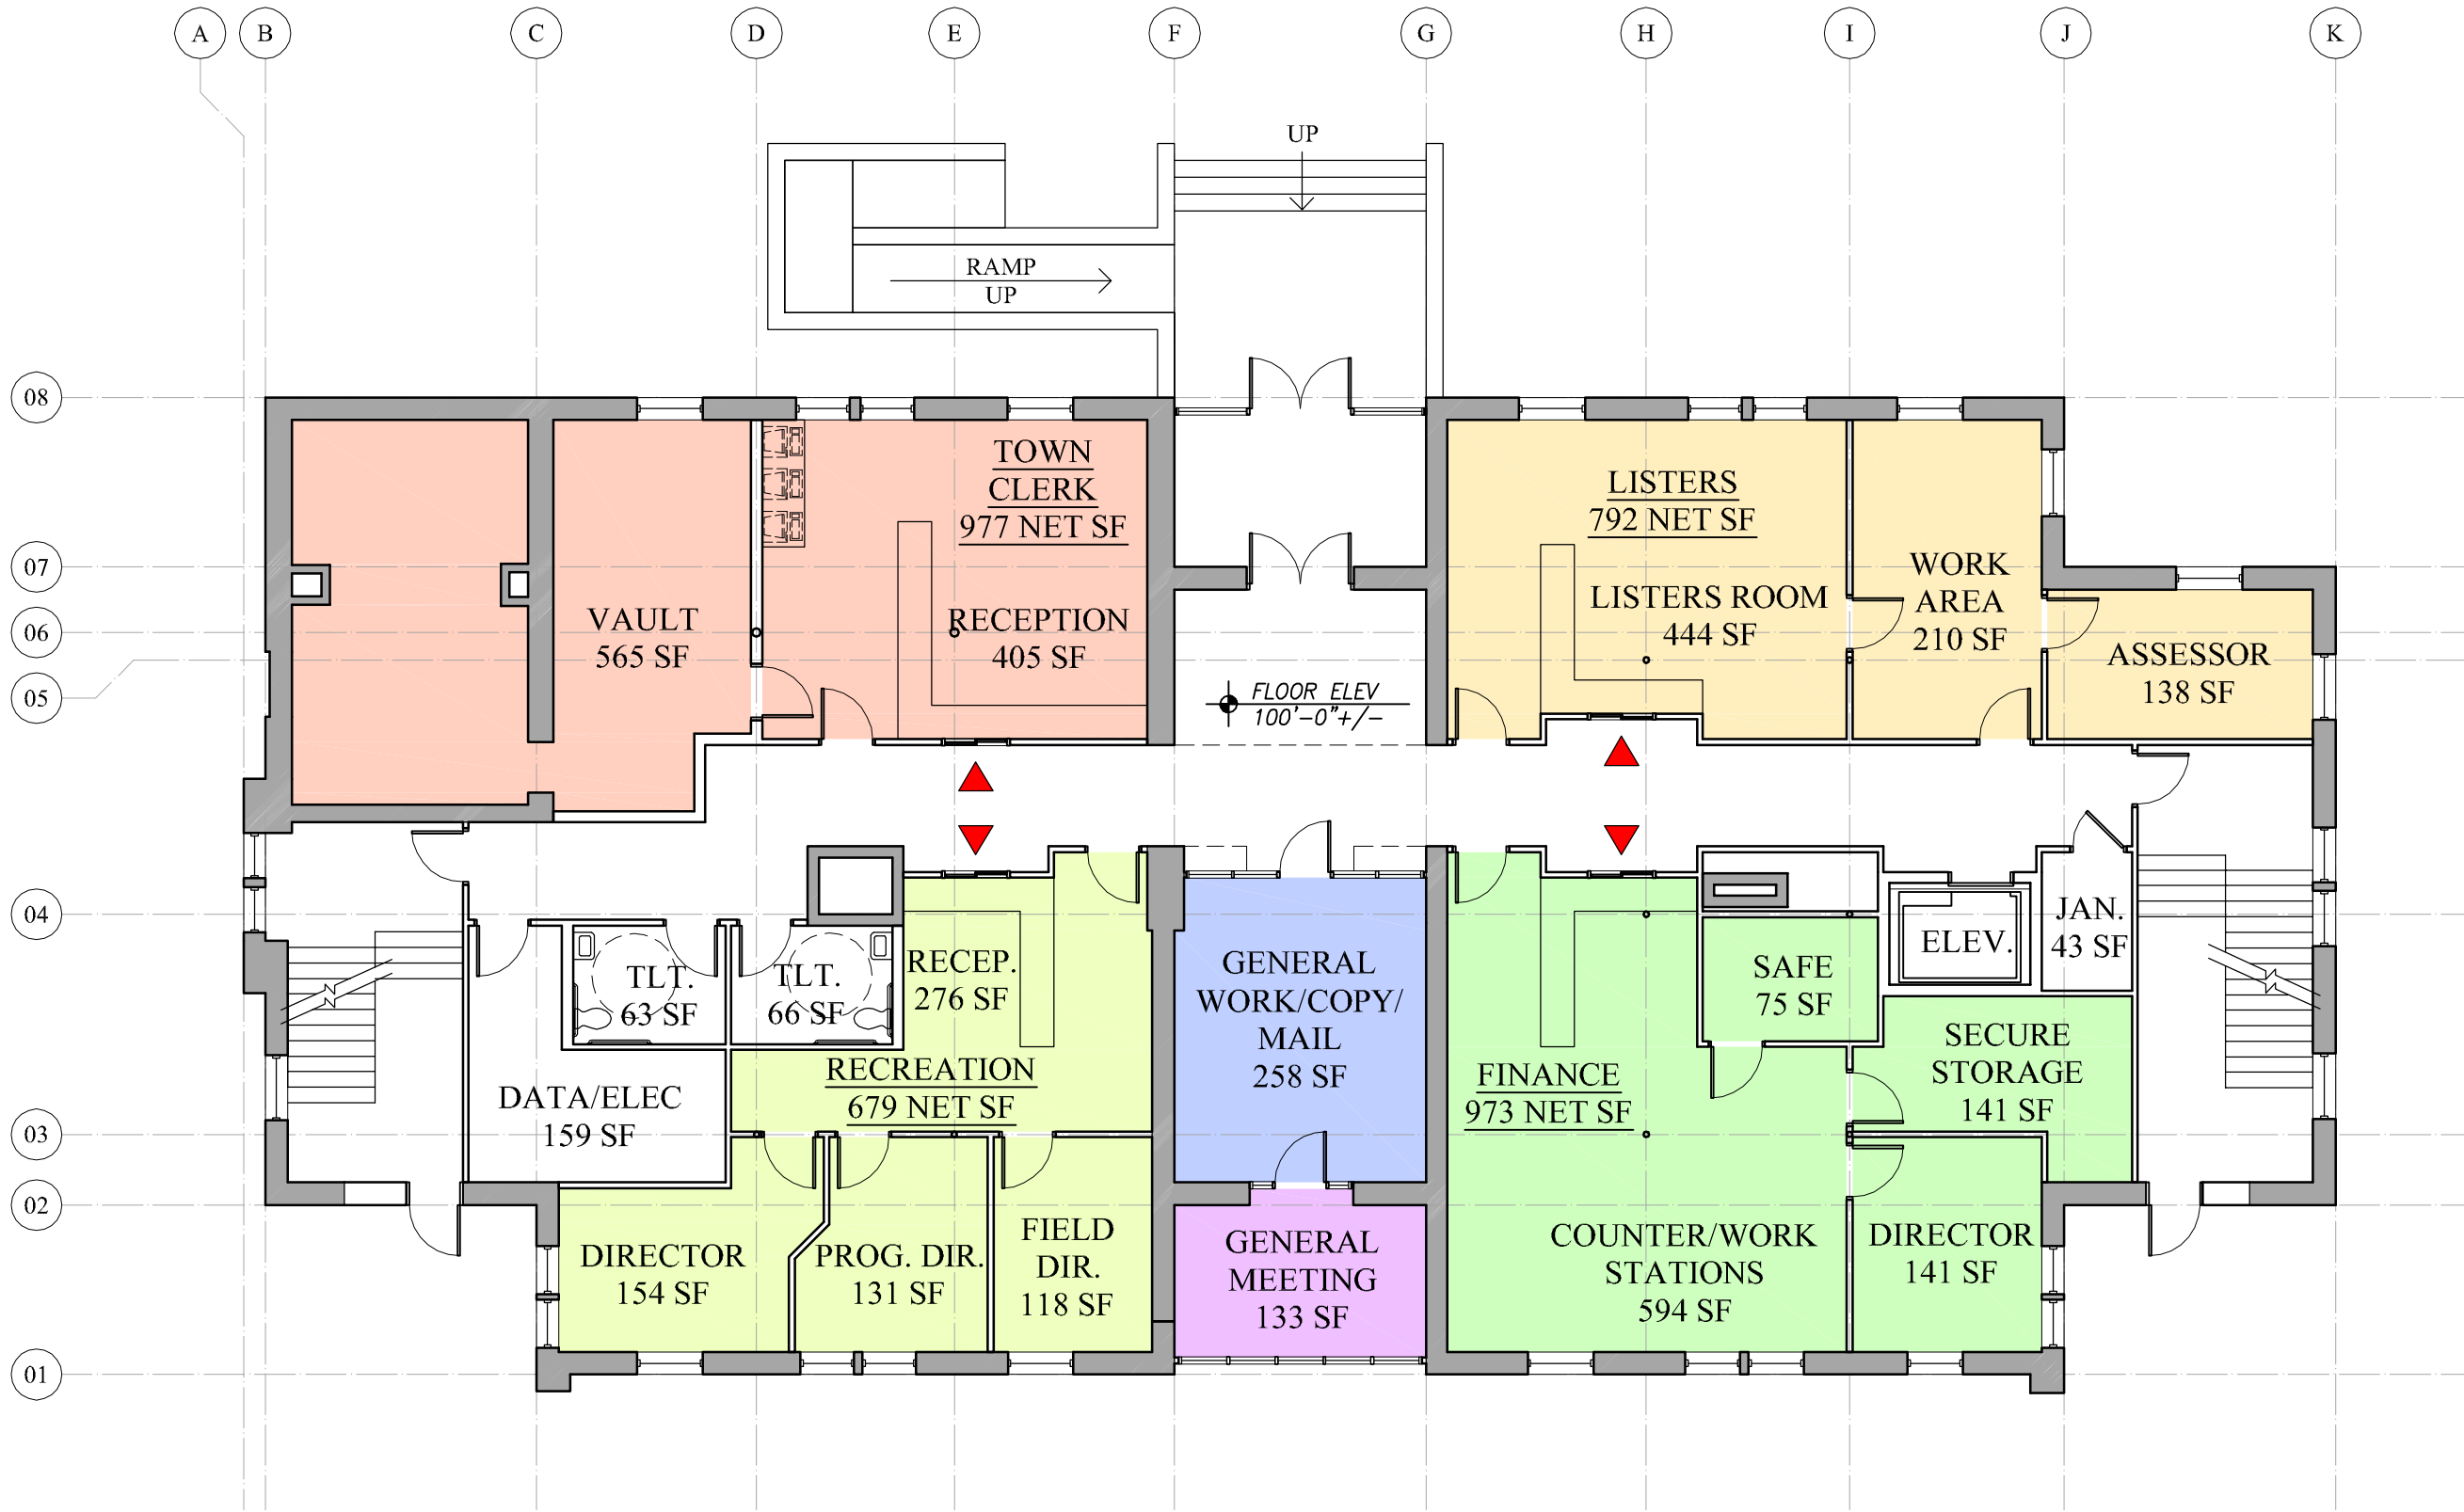 A
B
C
D
E
F
G
H
I
J
K
UP
RAMP
UP
08
07
06
05
04
03
02
01
TOWN
CLERK
977 NET SF
VAULT
565 SF
RECEPTION
405 SF
FLOOR ELEV
100'-0"+/-
LISTERS
792 NET SF
LISTERS ROOM
444 SF
WORK
AREA
210 SF
ASSESSOR
138 SF
TLT.
63 SF
TLT.
66 SF
RECEP.
276 SF
RECREATION
679 NET SF
DATA/ELEC
159 SF
DIRECTOR
154 SF
PROG. DIR.
131 SF
FIELD
DIR.
118 SF
GENERAL
WORK/COPY/
MAIL
258 SF
GENERAL
MEETING
133 SF
FINANCE
973 NET SF
SAFE
75 SF
ELEV.
JAN.
43 SF
SECURE
STORAGE
141 SF
COUNTER/WORK
STATIONS
594 SF
DIRECTOR
141 SF